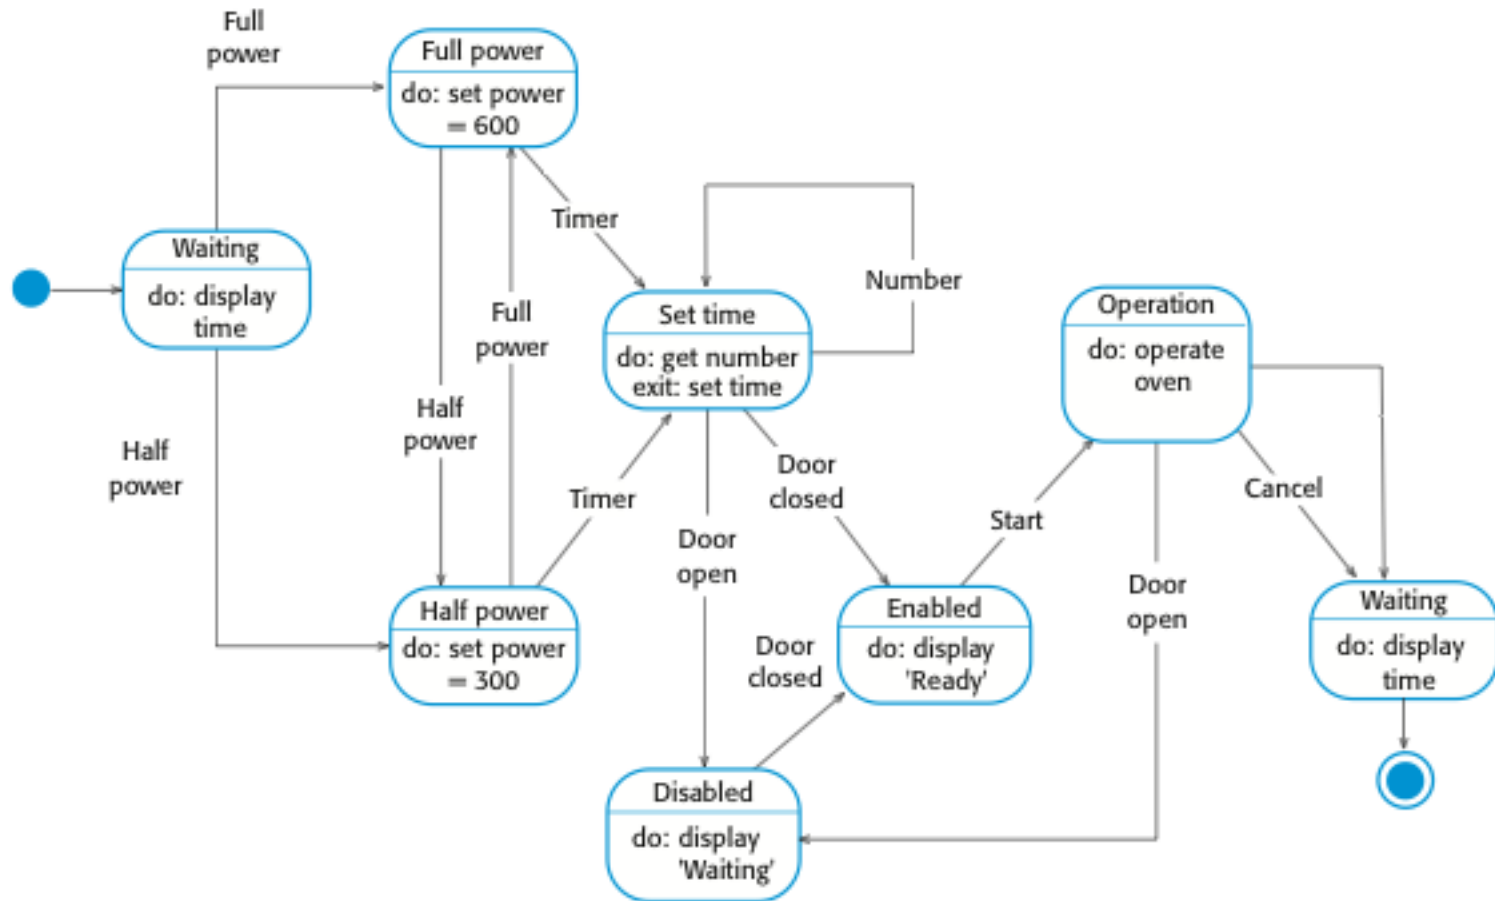 Full
power
Full power
do: set power
= 600
Timer
Waiting
do: display
time
Number
Full
power
Set time
do: get number
exit: set time
Operation
do: operate
oven
Half
power
Half
power
Door
closed
Cancel
Timer
Start
Door
open
Door
open
Half power
do: set power
= 300
Enabled
do: display
'Ready'
Waiting
do: display
time
Door
closed
Disabled
do: display
'Waiting'